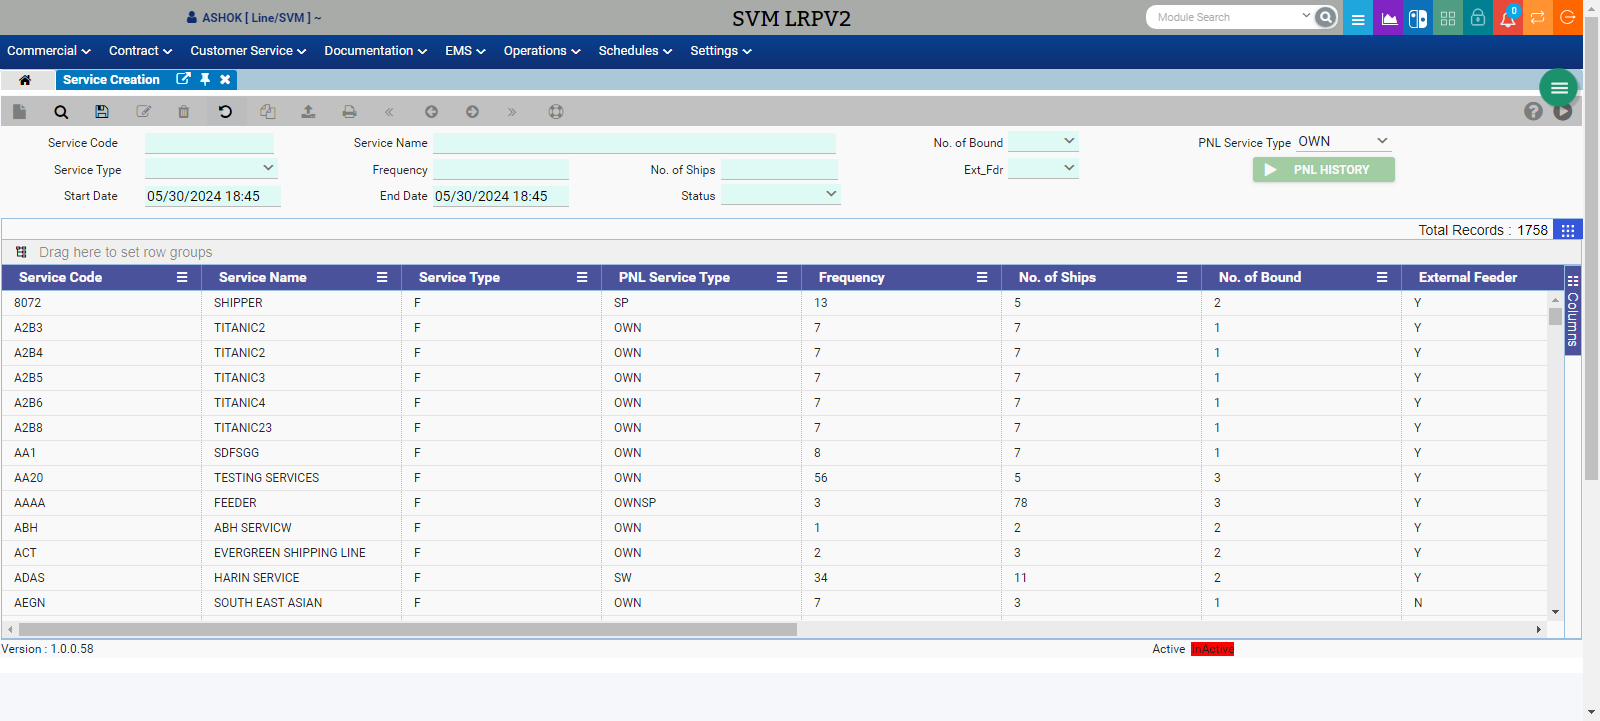 ASHOK [ Line/SVM ] ~ SVM LRPV2 Module Search 0
Commercial Contract Customer Service Documentation EMS Operations Schedules Settings
Service Creation
Service Code Service Name No. of Bound PNL Service Type OWN
Service Type Frequency No. of Ships Ext_Fdr PNL HISTORY
Start Date 05/30/2024 18:45 End Date 05/30/2024 18:45 Status
Total Records : 1758
Drag here to set row groups
Service Code Service Name Service Type PNL Service Type Frequency No. of Ships No. of Bound External Feeder
Columns
8072 SHIPPER F SP 13 5 2 Y
A2B3 TITANIC2 F OWN 7 7 1 Y
A2B4 TITANIC2 F OWN 7 7 1 Y
A2B5 TITANIC3 F OWN 7 7 1 Y
A2B6 TITANIC4 F OWN 7 7 1 Y
A2B8 TITANIC23 F OWN 7 7 1 Y
AA1 SDFSGG F OWN 8 7 1 Y
AA20 TESTING SERVICES F OWN 56 5 3 Y
AAAA FEEDER F OWNSP 3 78 3 Y
ABH ABH SERVICW F OWN 1 2 2 Y
ACT EVERGREEN SHIPPING LINE F OWN 2 3 2 Y
ADAS HARIN SERVICE F SW 34 11 2 Y
AEGN SOUTH EAST ASIAN F OWN 7 3 1 N
Version : 1.0.0.58 Active InActive